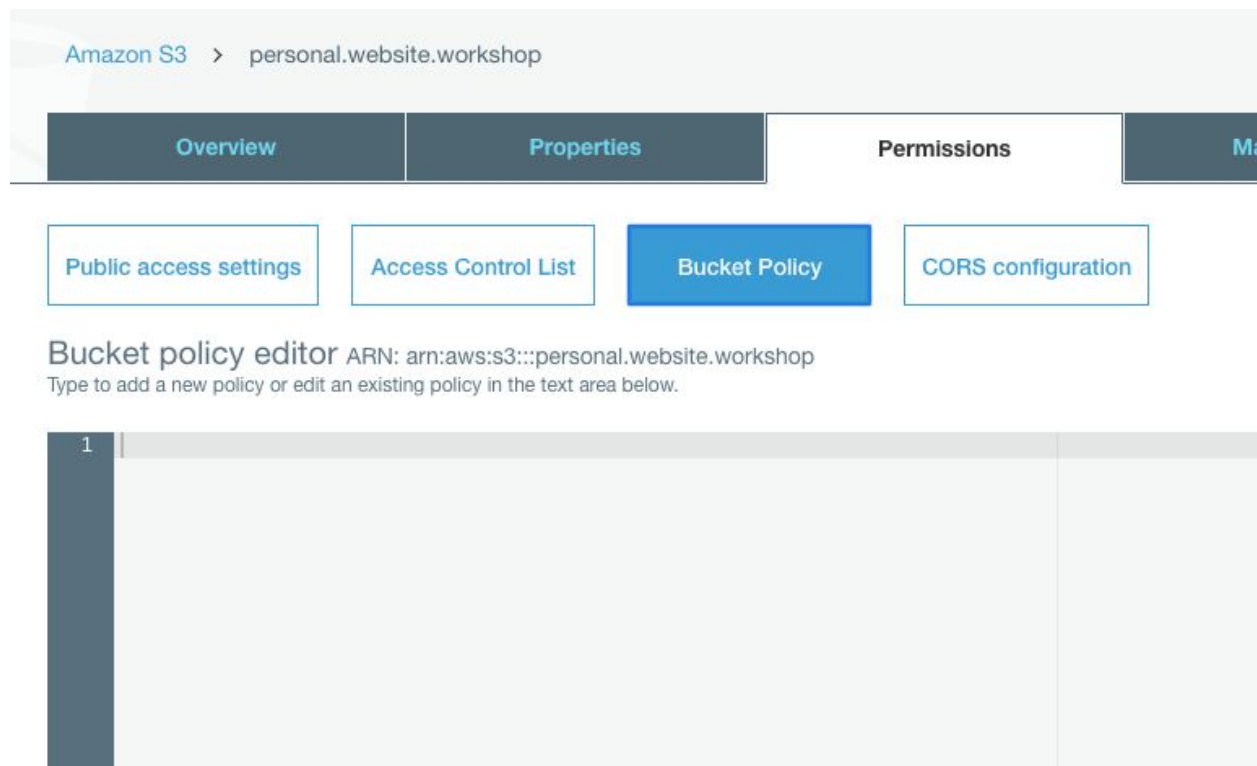 Amazon S3 > personal.website.workshop
Overview Properties Permissions Ma
Public access settings Access Control List Bucket Policy CORS configuration
Bucket policy editor ARN: arn:aws:s3:::personal.website.workshop
Type to add a new policy or edit an existing policy in the text area below.
1